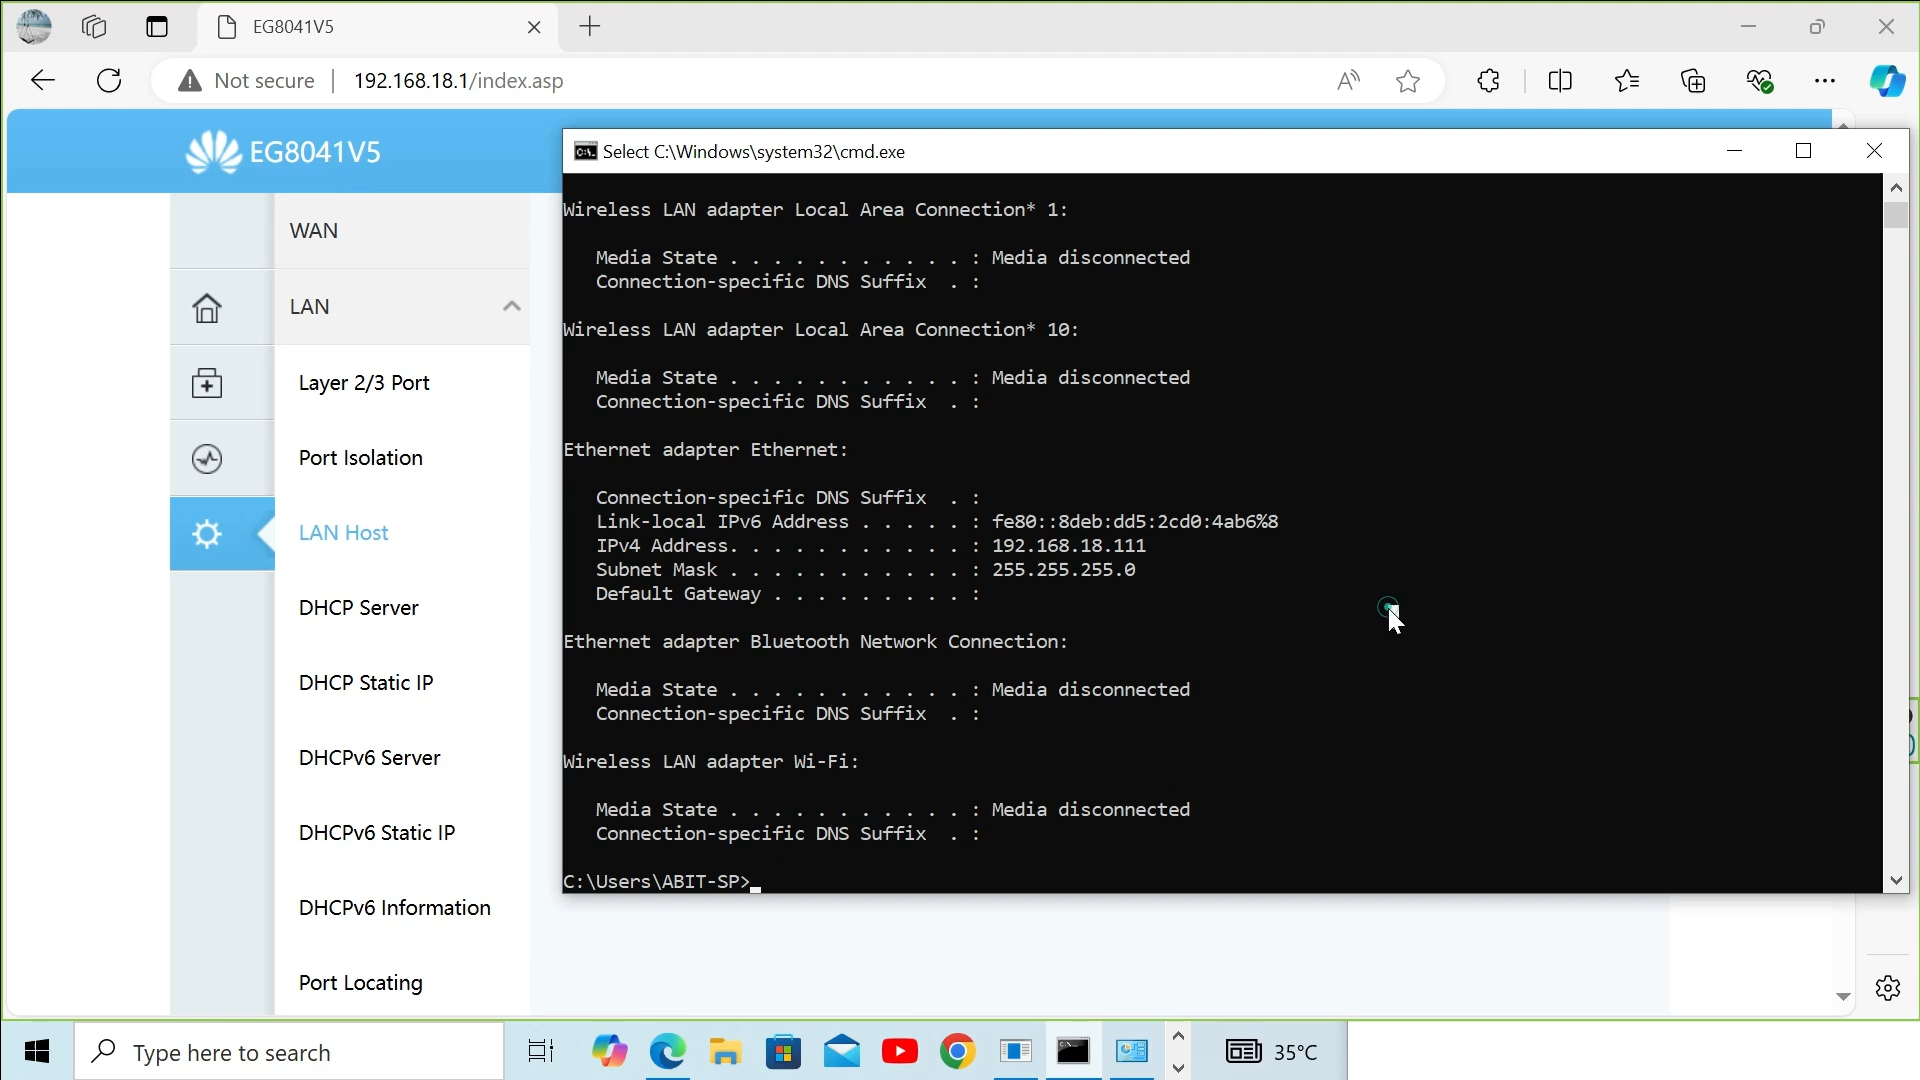 EG8041V5
Not secure
192.168.18.1/index.asp
EG8041V5
WAN
LAN
Layer 2/3 Port
Port Isolation
LAN Host
DHCP Server
DHCP Static IP
DHCPv6 Server
DHCPv6 Static IP
DHCPv6 Information
Port Locating
Select C:\Windows\system32\cmd.exe
Wireless LAN adapter Local Area Connection* 1:
Media State . . . . . . . . . . . : Media disconnected
Connection-specific DNS Suffix  . :
Wireless LAN adapter Local Area Connection* 10:
Media State . . . . . . . . . . . : Media disconnected
Connection-specific DNS Suffix  . :
Ethernet adapter Ethernet:
Connection-specific DNS Suffix  . :
Link-local IPv6 Address . . . . . : fe80::8deb:dd5:2cd0:4ab6%8
IPv4 Address. . . . . . . . . . . : 192.168.18.111
Subnet Mask . . . . . . . . . . . : 255.255.255.0
Default Gateway . . . . . . . . . :
Ethernet adapter Bluetooth Network Connection:
Media State . . . . . . . . . . . : Media disconnected
Connection-specific DNS Suffix  . :
Wireless LAN adapter Wi-Fi:
Media State . . . . . . . . . . . : Media disconnected
Connection-specific DNS Suffix  . :
C:\Users\ABIT-SP>
Type here to search
35°C